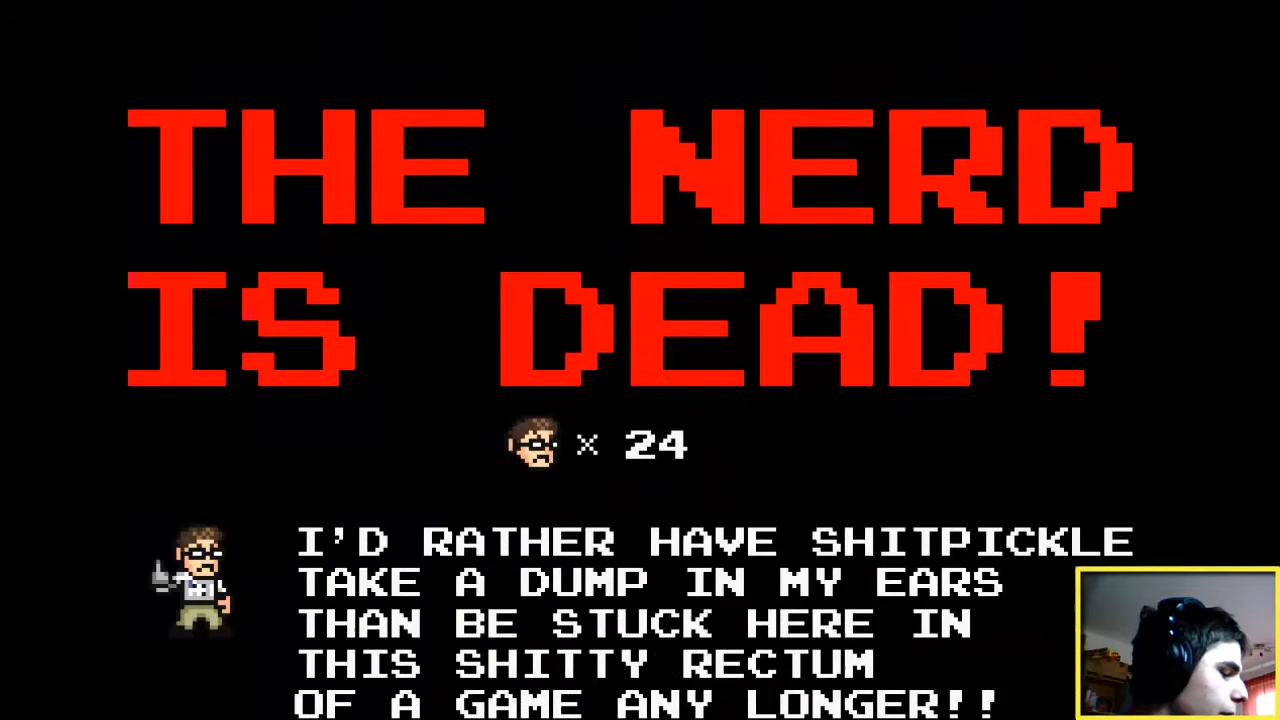 THE NERD
IS DEAD!
x 24
I'D RATHER HAVE SHITPICKLE
TAKE A DUMP IN MY EARS
THAN BE STUCK HERE IN
THIS SHITTY RECTUM
OF A GAME ANY LONGER!!